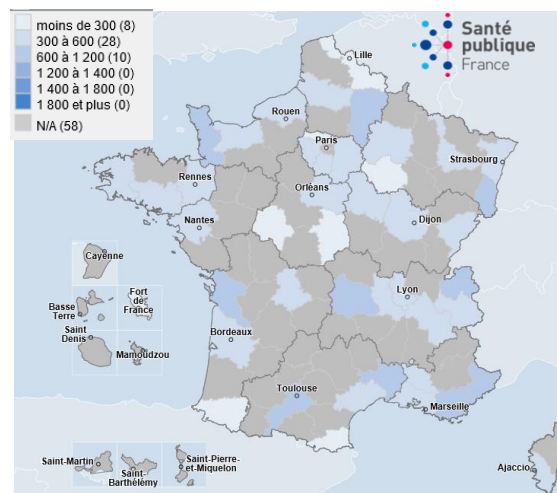 moins de 300 (8)
300 à 600 (28)
600 à 1 200 (10)
1 200 à 1 400 (0)
1 400 à 1 800 (0)
1 800 et plus (0)
N/A (58)
Santé
publique
France
Lille
Rouen
Paris
Strasbourg
Rennes
Orléans
Nantes
Dijon
Cayenne
Basse
Terre
Fort
de
France
Saint
Denis
Mamoudzou
Lyon
Bordeaux
Toulouse
Marseille
Saint-Martin
Saint-
Barthélémy
Saint-Pierre
et-Miquelon
Ajaccio